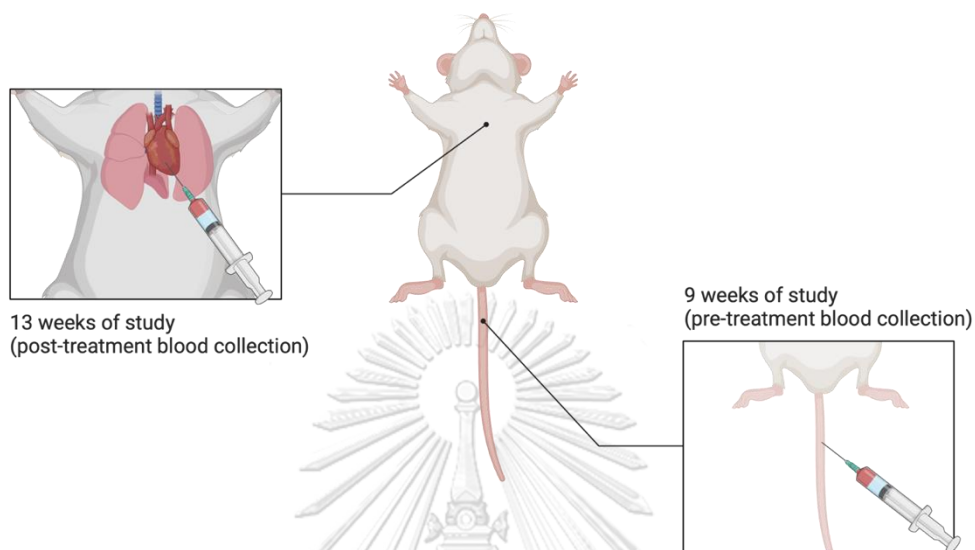 13 weeks of study
(post-treatment blood collection)
9 weeks of study
(pre-treatment blood collection)